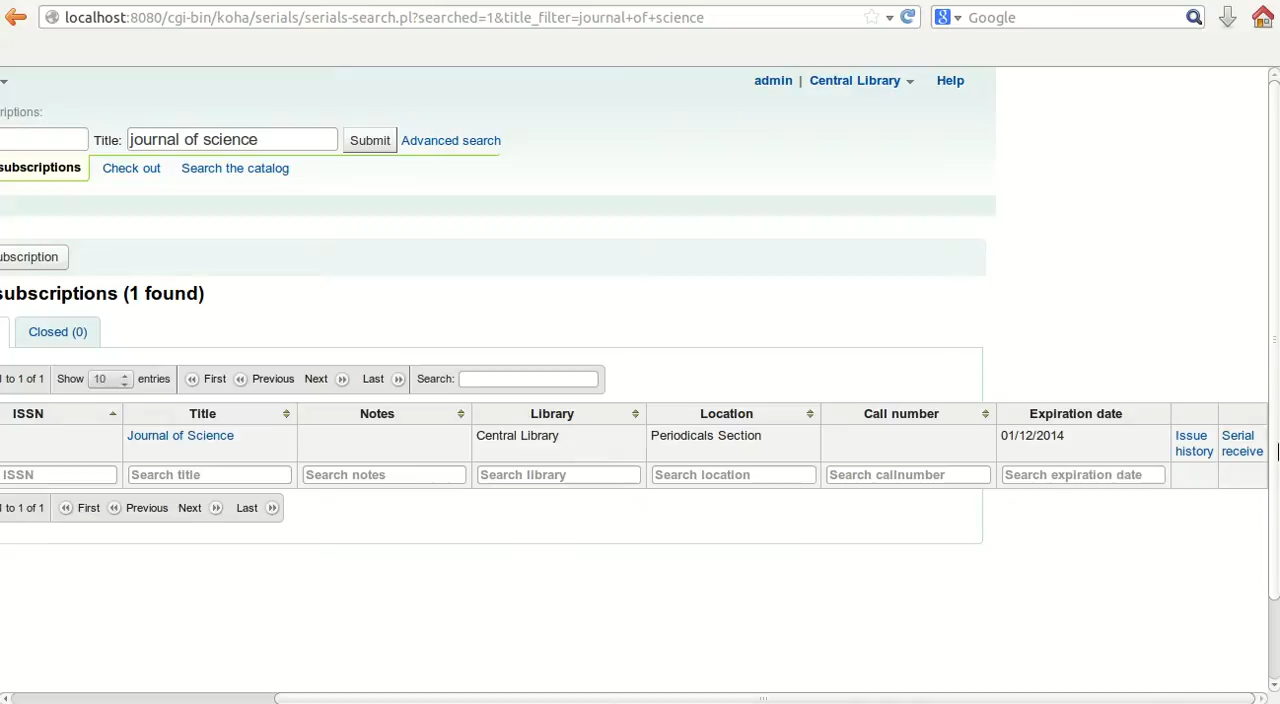 localhost:8080/cgi-bin/koha/serials/serials-search.pl?searched=1&title_filter=journal+of+science
Google
admin | Central Library Help
riptions:
Title: journal of science Submit Advanced search
subscriptions Check out Search the catalog
ubscription
subscriptions (1 found)
Closed (0)
1 to 1 of 1 Show 10 entries First Previous Next Last Search:
ISSN Title Notes Library Location Call number Expiration date
Journal of Science Central Library Periodicals Section 01/12/2014 Issue history Serial receive
ISSN Search title Search notes Search library Search location Search callnumber Search expiration date
1 to 1 of 1 First Previous Next Last